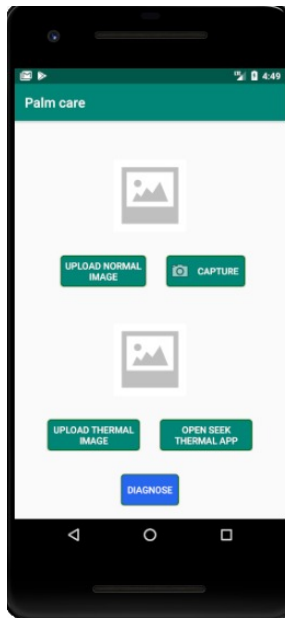 4:49
Palm care
UPLOAD NORMAL
IMAGE
CAPTURE
UPLOAD THERMAL
IMAGE
OPEN SEEK
THERMAL APP
DIAGNOSE